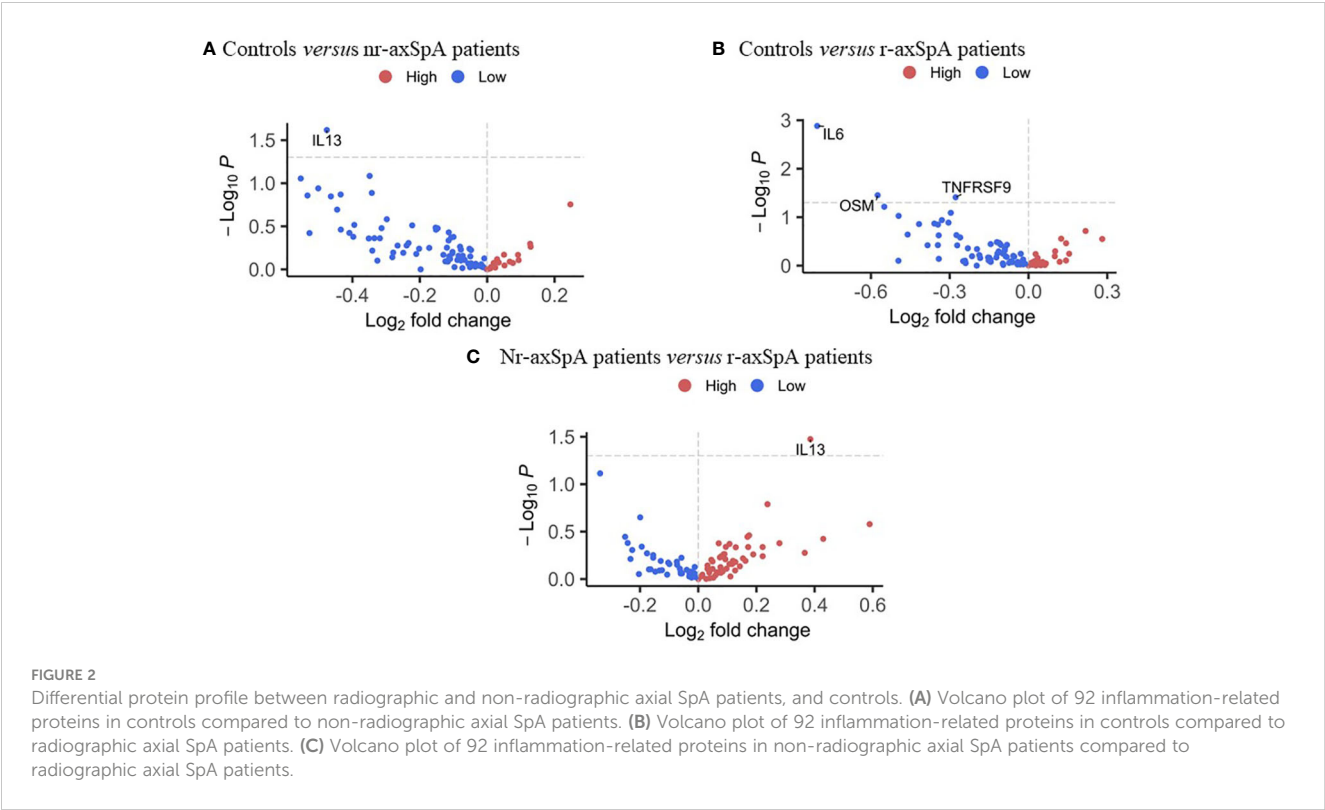 A Controls versus nr-axSpA patients
High Low
1.5
1.0
0.5
0.0
IL13
– Log10 P
-0.4 -0.2 0.0 0.2
Log2 fold change
B Controls versus r-axSpA patients
High Low
3
2
1
0
IL6
TNFRSF9
OSM
– Log10 P
-0.6 -0.3 0.0 0.3
Log2 fold change
C Nr-axSpA patients versus r-axSpA patients
High Low
1.5
1.0
0.5
0.0
IL13
– Log10 P
-0.2 0.0 0.2 0.4 0.6
Log2 fold change
FIGURE 2
Differential protein profile between radiographic and non-radiographic axial SpA patients, and controls. (A) Volcano plot of 92 inflammation-related
proteins in controls compared to non-radiographic axial SpA patients. (B) Volcano plot of 92 inflammation-related proteins in controls compared to
radiographic axial SpA patients. (C) Volcano plot of 92 inflammation-related proteins in non-radiographic axial SpA patients compared to
radiographic axial SpA patients.